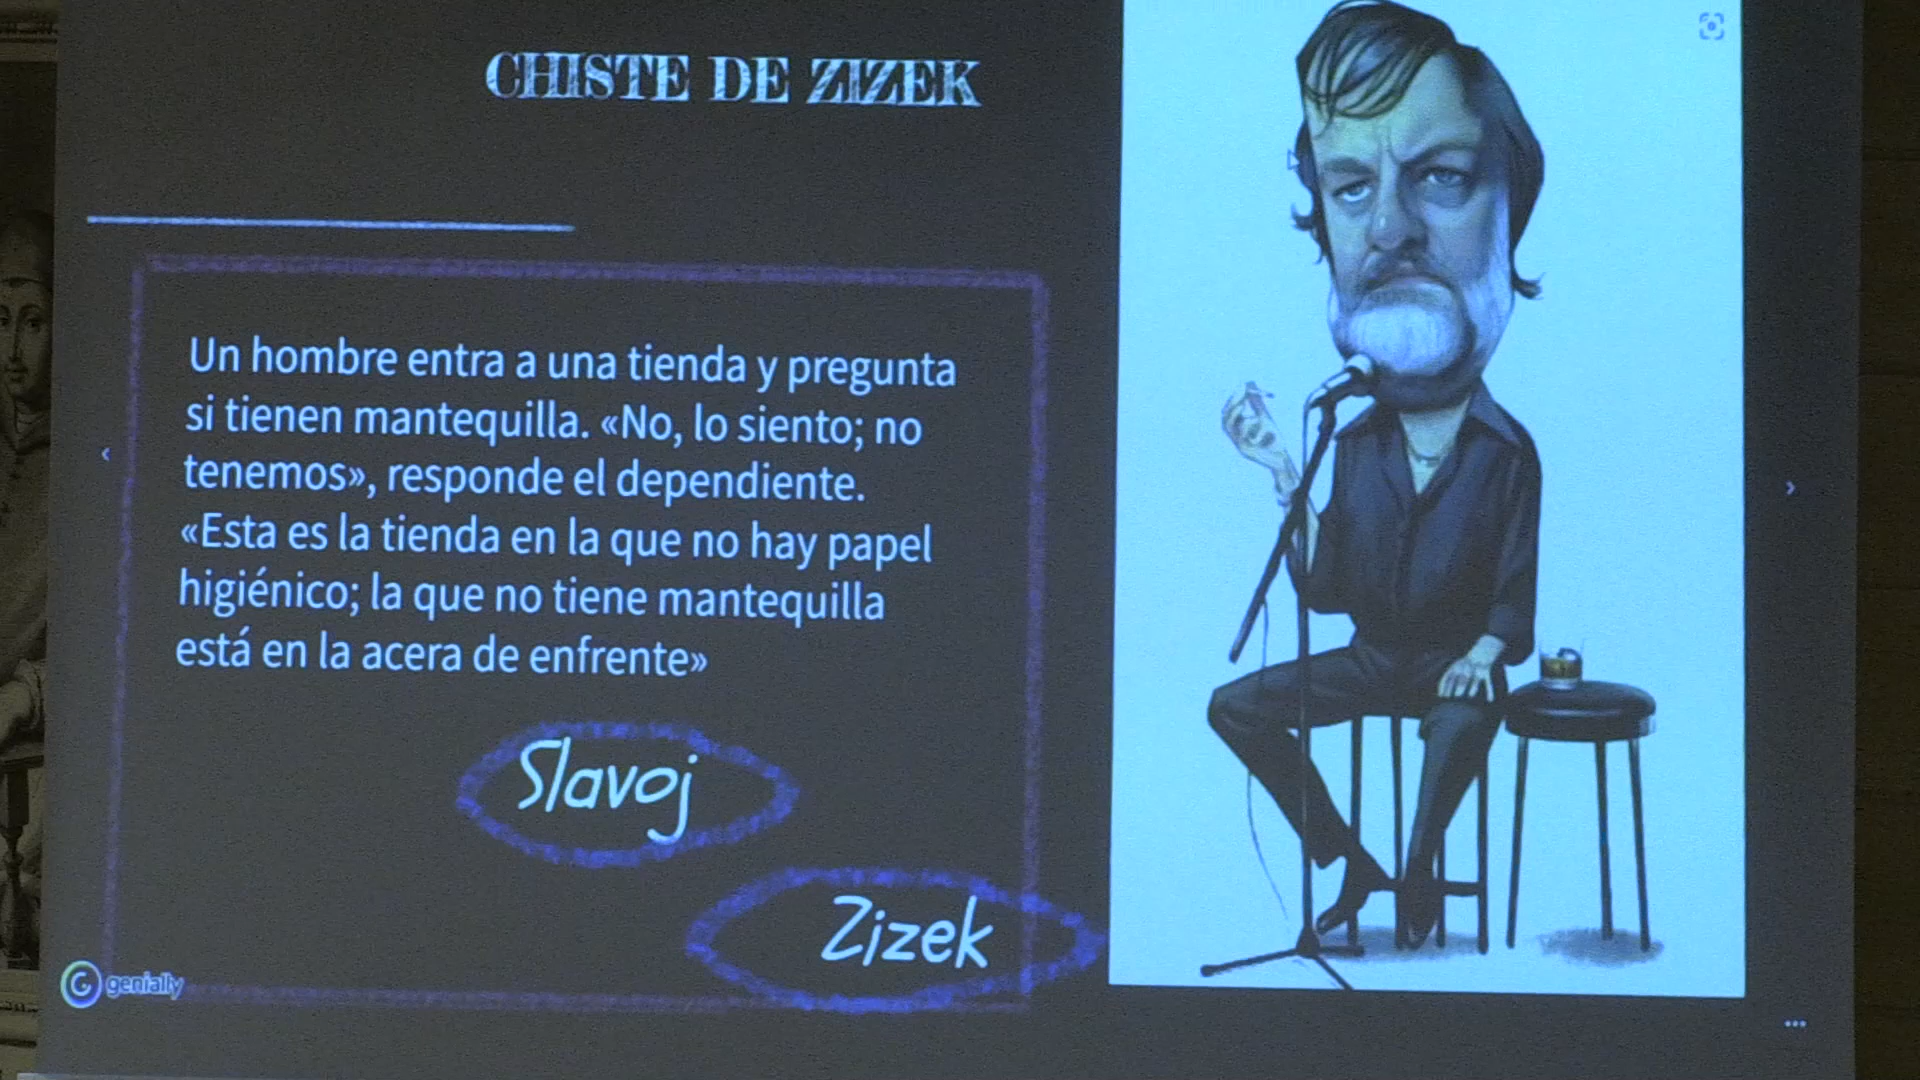 CHISTE DE ZIZEK
Un hombre entra a una tienda y pregunta
si tienen mantequilla. «No, lo siento; no
tenemos», responde el dependiente.
«Esta es la tienda en la que no hay papel
higiénico; la que no tiene mantequilla
está en la acera de enfrente»
Slavoj
Zizek
genially